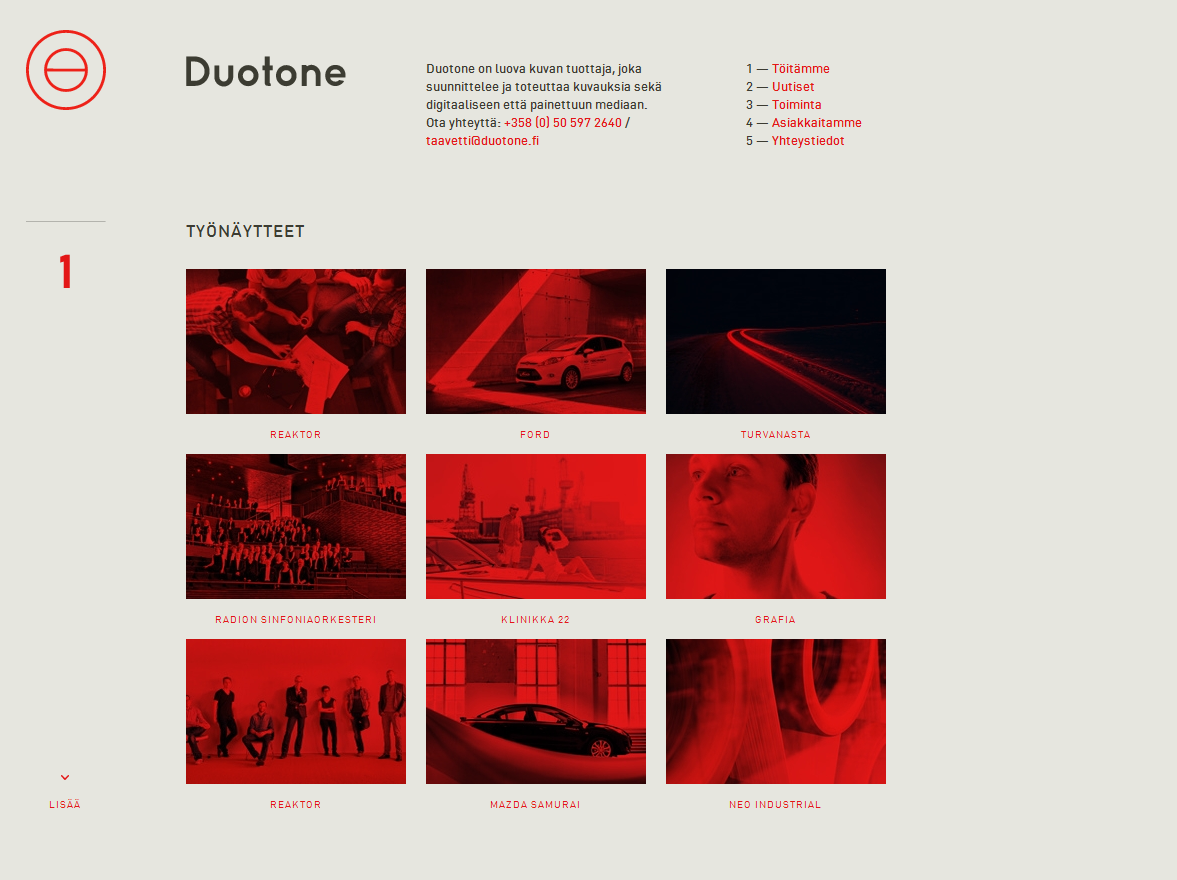 Duotone
Duotone on luova kuvan tuottaja, joka
suunnittelee ja toteuttaa kuvauksia sekä
digitaaliseen että painettuun mediaan.
Ota yhteyttä: +358 (0) 50 597 2640 /
taavetti@duotone.fi
1 — Töitämme
2 — Uutiset
3 — Toiminta
4 — Asiakkaitamme
5 — Yhteystiedot
1
TYÖNÄYTTEET
REAKTOR
FORD
TURVANASTA
RADION SINFONIAORKESTERI
KLINIKKA 22
GRAFIA
REAKTOR
MAZDA SAMURAI
NEO INDUSTRIAL
LISÄÄ